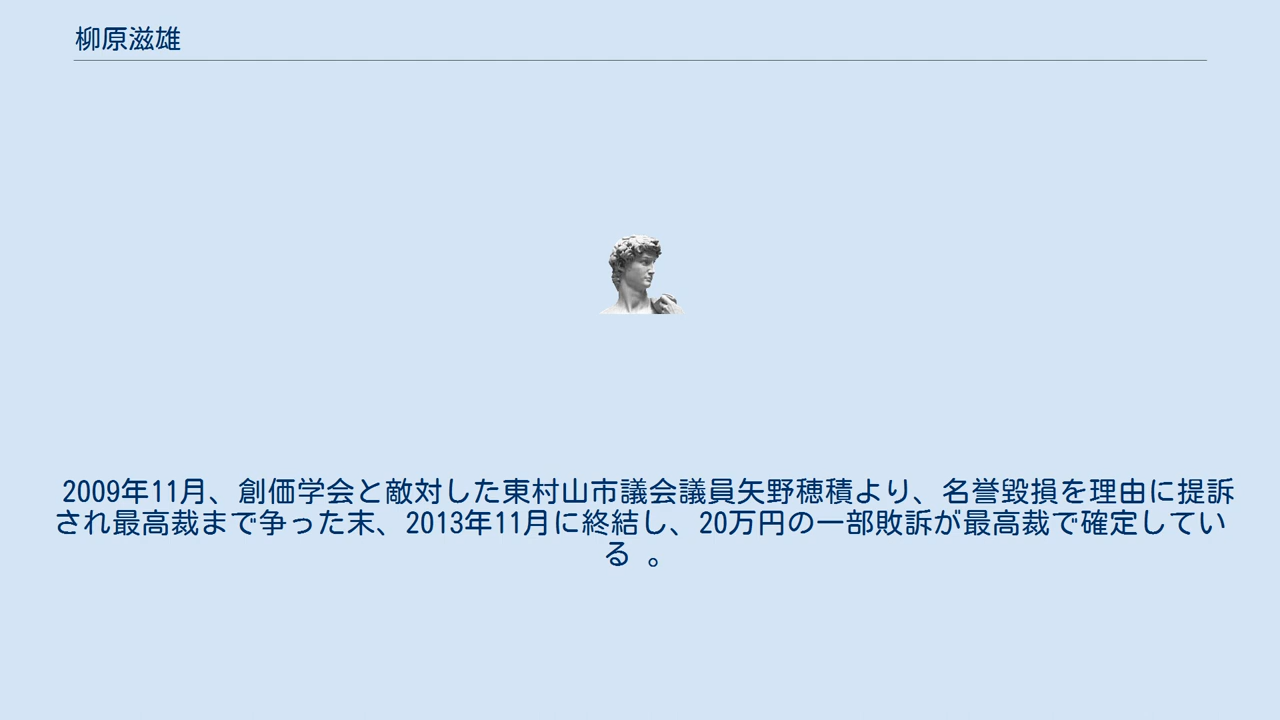 柳原滋雄
2009年11月、創価学会と敵対した東村山市議会議員矢野穂積より、名誉毀損を理由に提訴
され最高裁まで争った末、2013年11月に終結し、20万円の一部敗訴が最高裁で確定してい
る 。